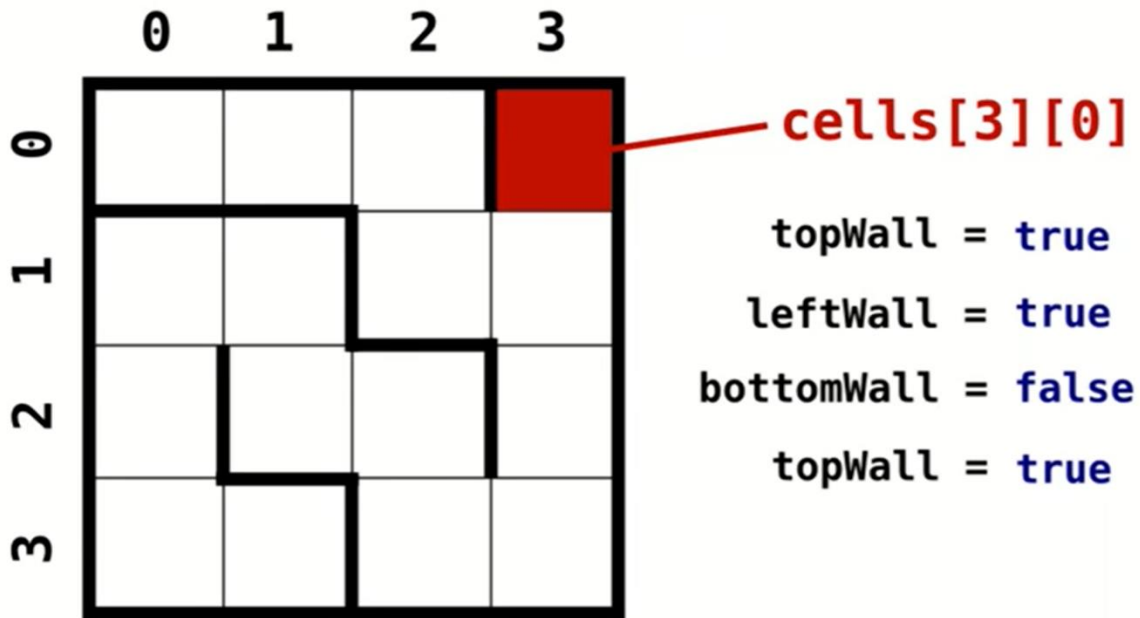 0 1 2 3
0
cells[3][0]
topWall = true
1
leftWall = true
bottomWall = false
2
topWall = true
3